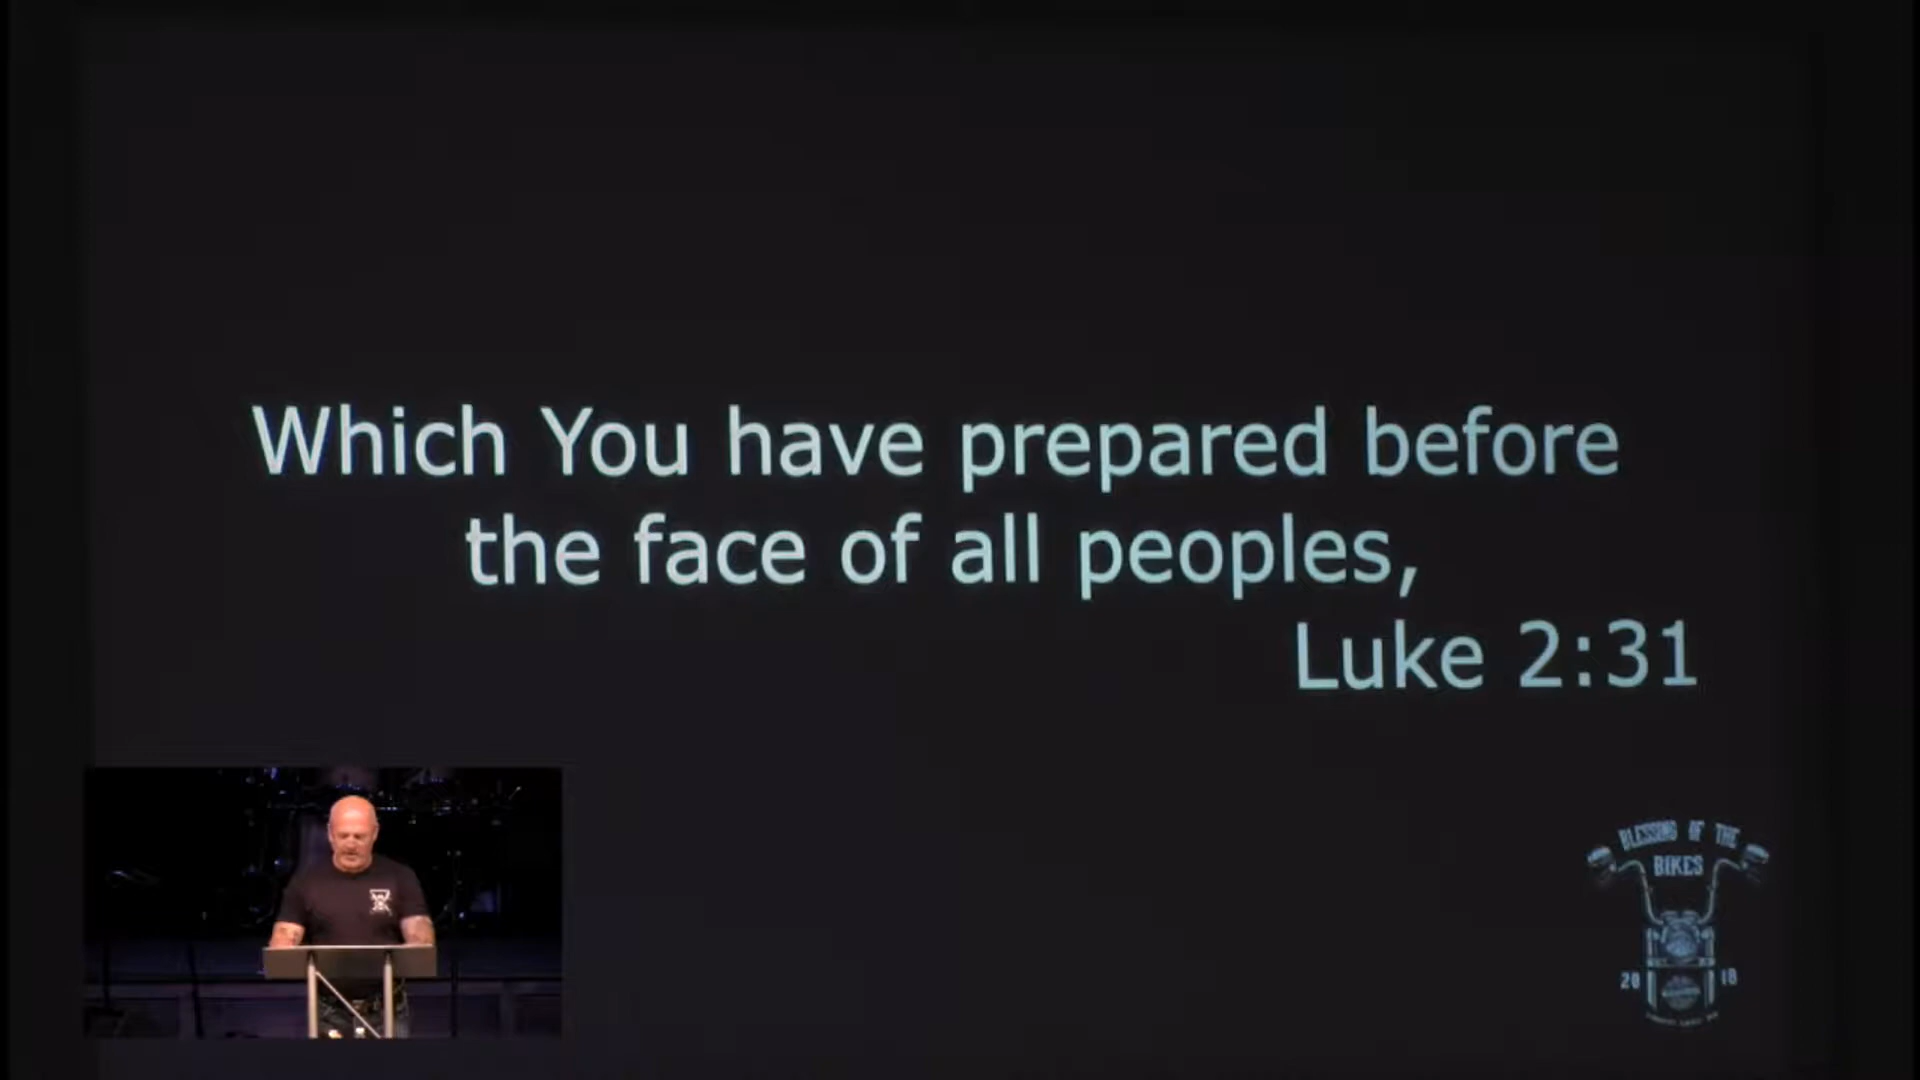 Which You have prepared before
the face of all peoples,
Luke 2:31
BLESSING OF THE
BIKES
20 18